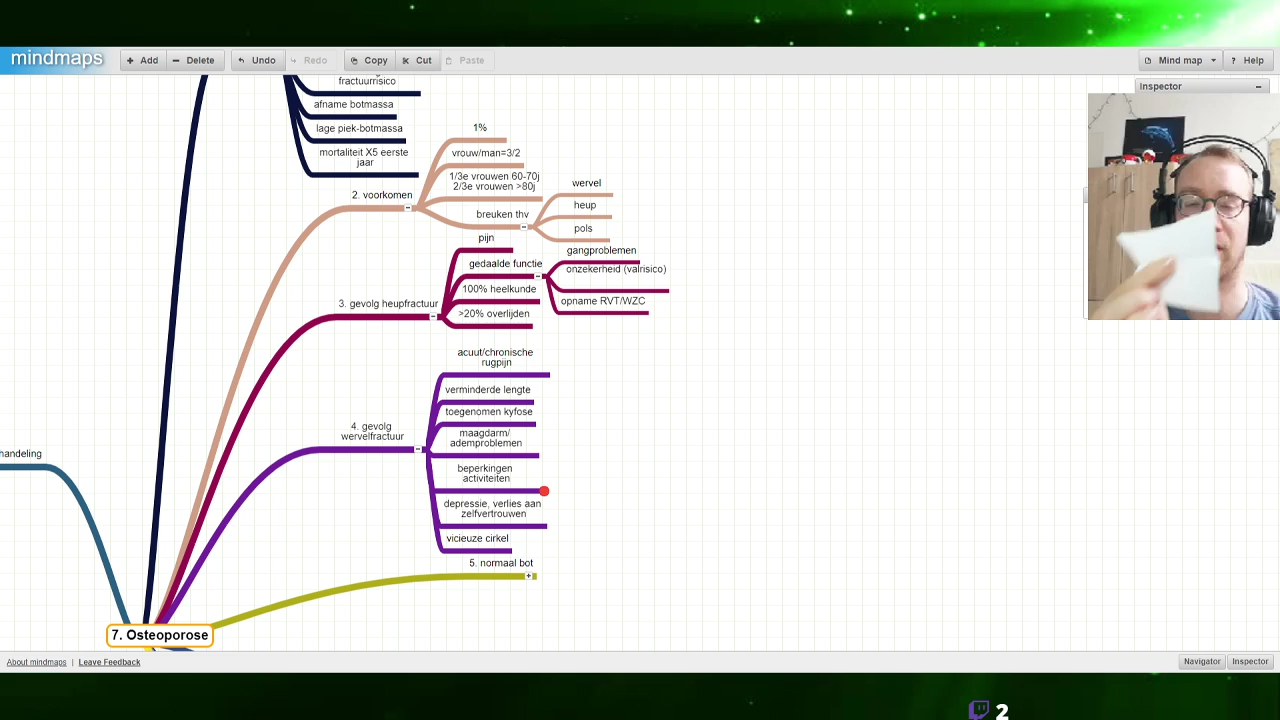 mindmaps
Add
Delete
Undo
Redo
Copy
Cut
Paste
Mind map
Help
Inspector
fractuurrisico
afname botmassa
lage piek-botmassa
mortaliteit X5 eerste
jaar
2. voorkomen
1%
vrouw/man=3/2
1/3e vrouwen 60-70j
2/3e vrouwen >80j
breuken thv
wervel
heup
pols
3. gevolg heupfractuur
pijn
gedaalde functie
100% heelkunde
>20% overlijden
gangproblemen
onzekerheid (valrisico)
opname RVT/WZC
4. gevolg
wervelfractuur
acuut/chronische
rugpijn
verminderde lengte
toegenomen kyfose
maagdarm/
ademproblemen
beperkingen
activiteiten
depressie, verlies aan
zelfvertrouwen
vicieuze cirkel
handeling
5. normaal bot
7. Osteoporose
About mindmaps | Leave Feedback
Navigator
Inspector
2